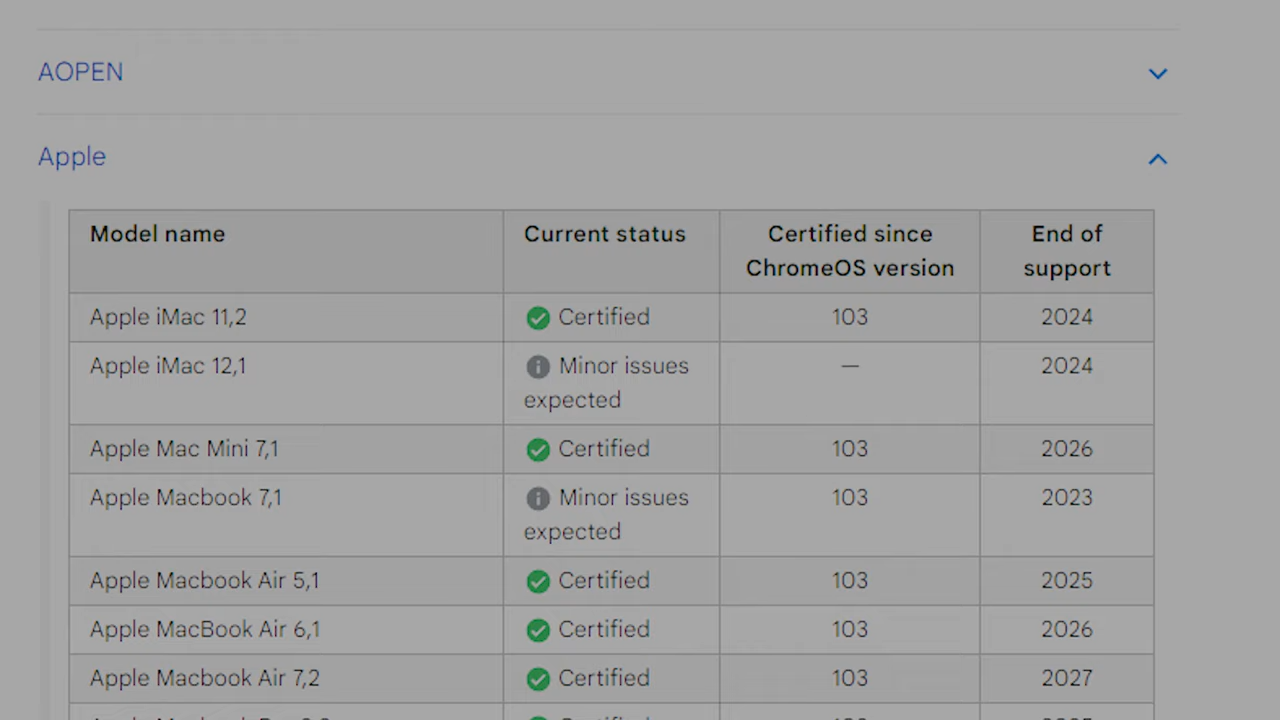 AOPEN
Apple
Model name Current status Certified since ChromeOS version End of support
Apple iMac 11,2 Certified 103 2024
Apple iMac 12,1 Minor issues expected — 2024
Apple Mac Mini 7,1 Certified 103 2026
Apple Macbook 7,1 Minor issues expected 103 2023
Apple Macbook Air 5,1 Certified 103 2025
Apple MacBook Air 6,1 Certified 103 2026
Apple Macbook Air 7,2 Certified 103 2027